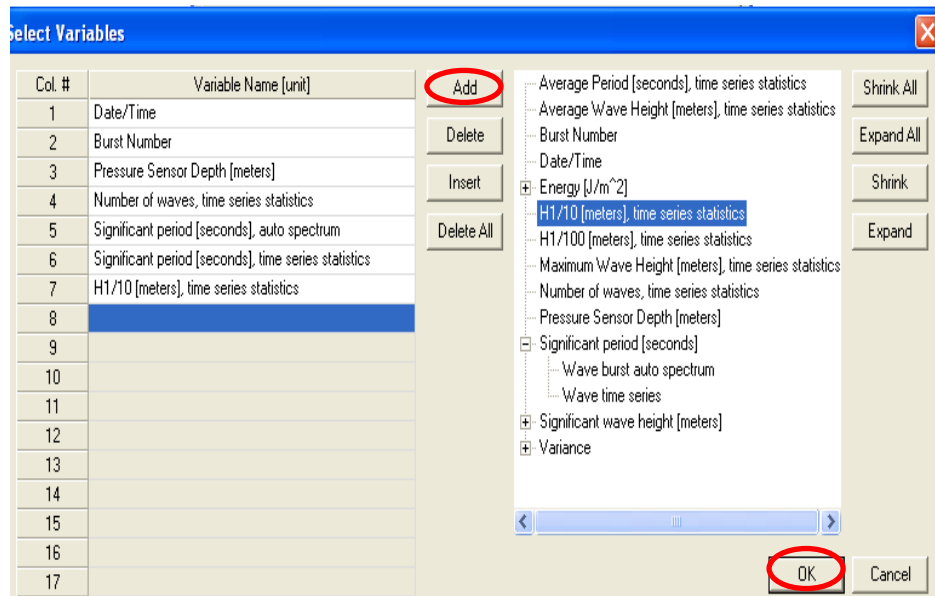 Select Variables
Col. # Variable Name [unit]
1 Date/Time
2 Burst Number
3 Pressure Sensor Depth [meters]
4 Number of waves, time series statistics
5 Significant period [seconds], auto spectrum
6 Significant period [seconds], time series statistics
7 H1/10 [meters], time series statistics
8
9
10
11
12
13
14
15
16
17
Add
Delete
Insert
Delete All
Average Period [seconds], time series statistics
Average Wave Height [meters], time series statistics
Burst Number
Date/Time
Energy [J/m^2]
H1/10 [meters], time series statistics
H1/100 [meters], time series statistics
Maximum Wave Height [meters], time series statistics
Number of waves, time series statistics
Pressure Sensor Depth [meters]
Significant period [seconds]
Wave burst auto spectrum
Wave time series
Significant wave height [meters]
Variance
Shrink All
Expand All
Shrink
Expand
OK
Cancel